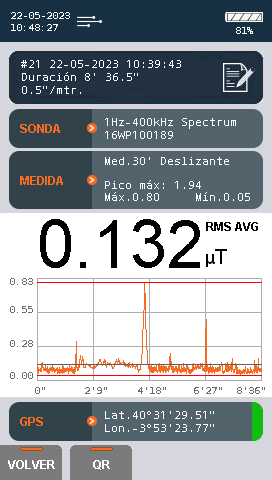 22-05-2023
10:48:27
81%
#21 22-05-2023 10:39:43
Duración 8' 36.5"
0.5"/mtr.
SONDA
1Hz-400kHz Spectrum
16WP100189
MEDIDA
Med.30' Deslizante
Pico máx: 1.94
Máx.0.80 Mín.0.05
0.132 RMS AVG
µT
0.83
0.55
0.28
0.00
0" 2'9" 4'18" 6'27" 8'36"
GPS
Lat.40°31'29.51"
Lon.-3°53'23.77"
VOLVER QR